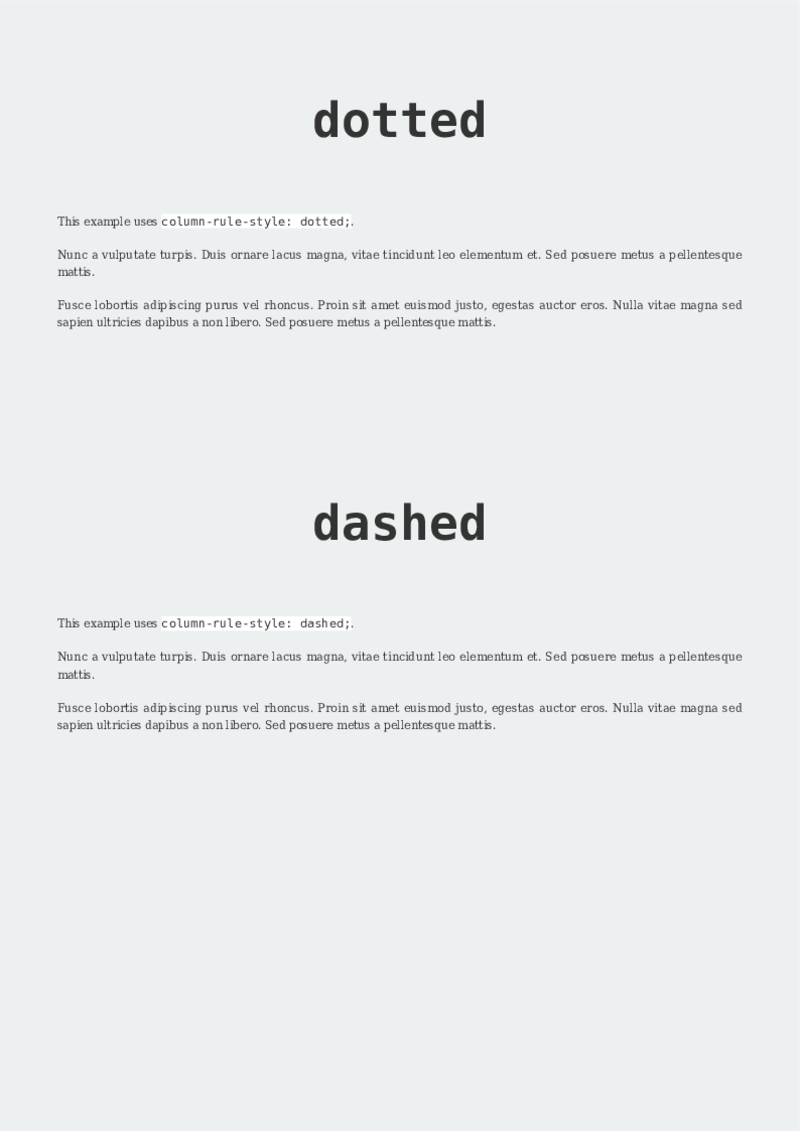 dotted
This example uses column-rule-style: dotted;.
Nunc a vulputate turpis. Duis ornare lacus magna, vitae tincidunt leo elementum et. Sed posuere metus a pellentesque
mattis.
Fusce lobortis adipiscing purus vel rhoncus. Proin sit amet euismod justo, egestas auctor eros. Nulla vitae magna sed
sapien ultricies dapibus a non libero. Sed posuere metus a pellentesque mattis.
dashed
This example uses column-rule-style: dashed;.
Nunc a vulputate turpis. Duis ornare lacus magna, vitae tincidunt leo elementum et. Sed posuere metus a pellentesque
mattis.
Fusce lobortis adipiscing purus vel rhoncus. Proin sit amet euismod justo, egestas auctor eros. Nulla vitae magna sed
sapien ultricies dapibus a non libero. Sed posuere metus a pellentesque mattis.